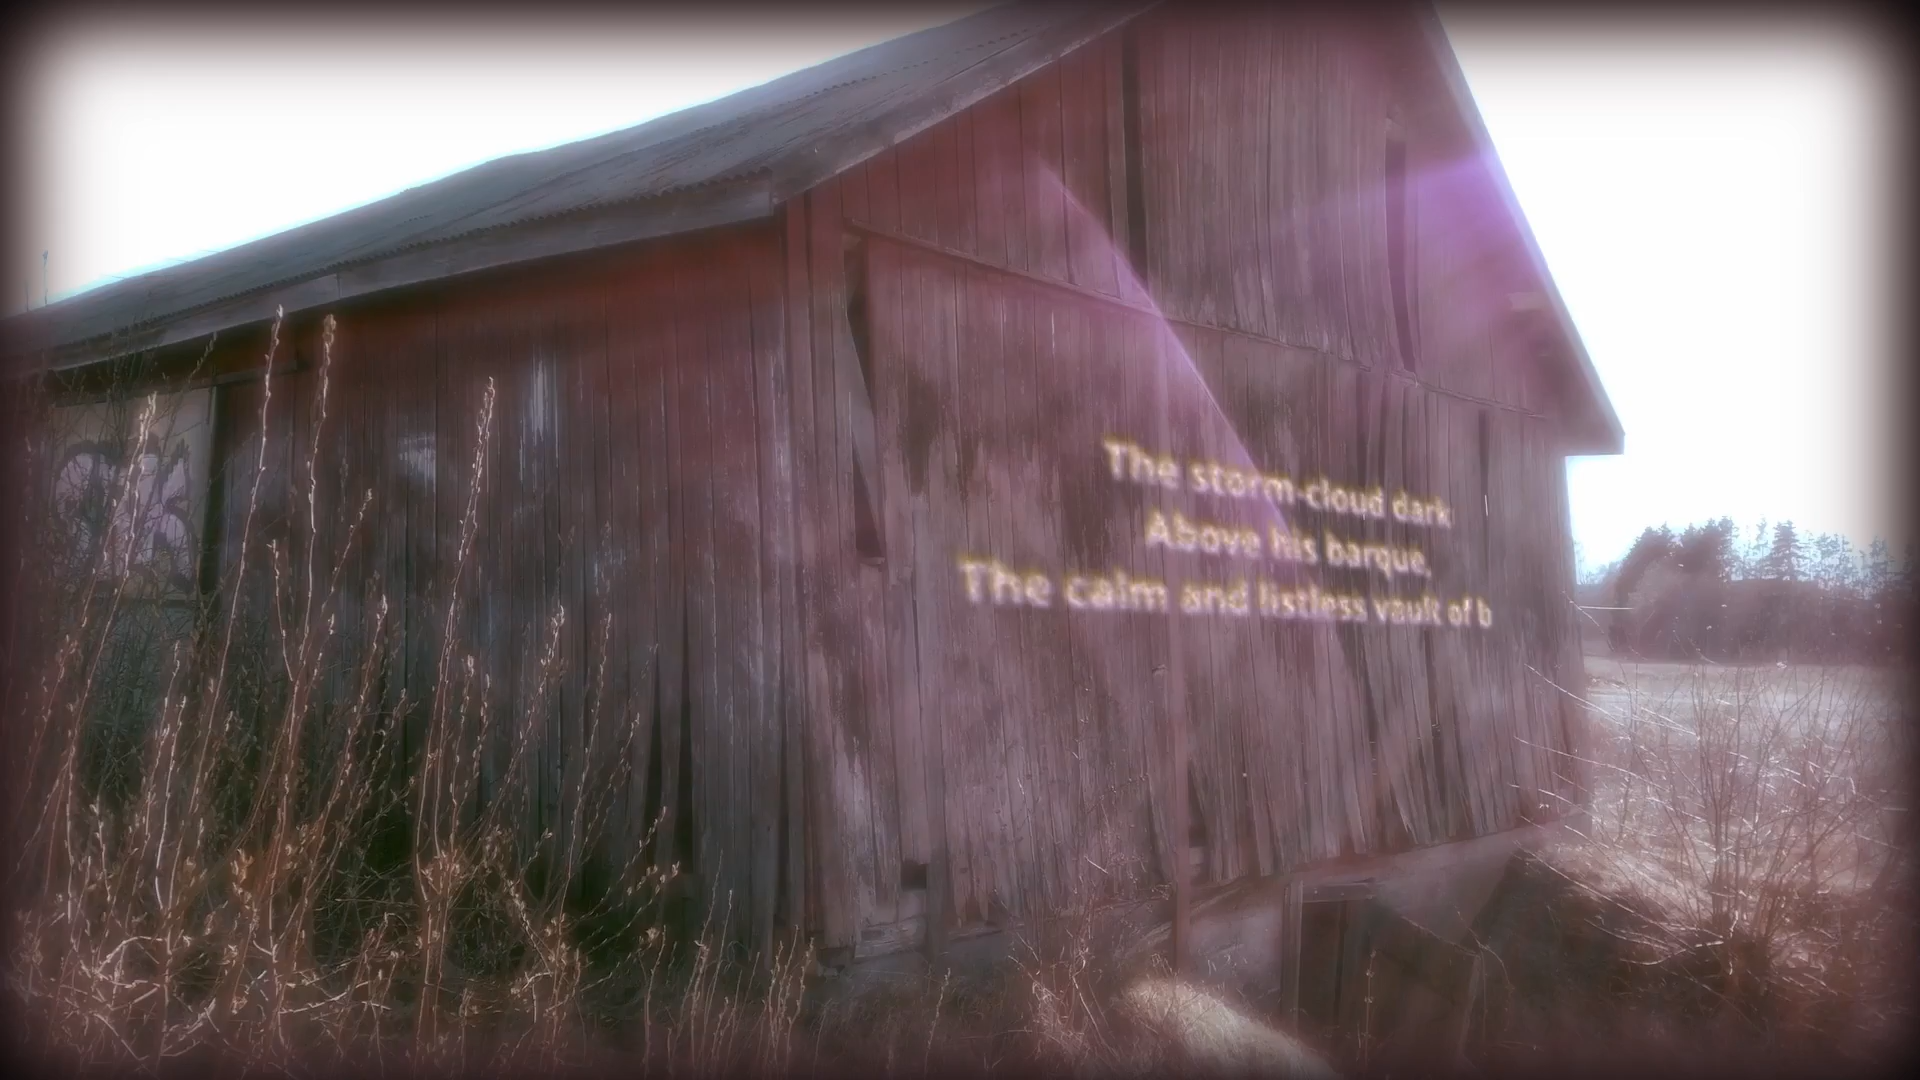 The storm-cloud dark
Above his barque,
The calm and listless vault of b